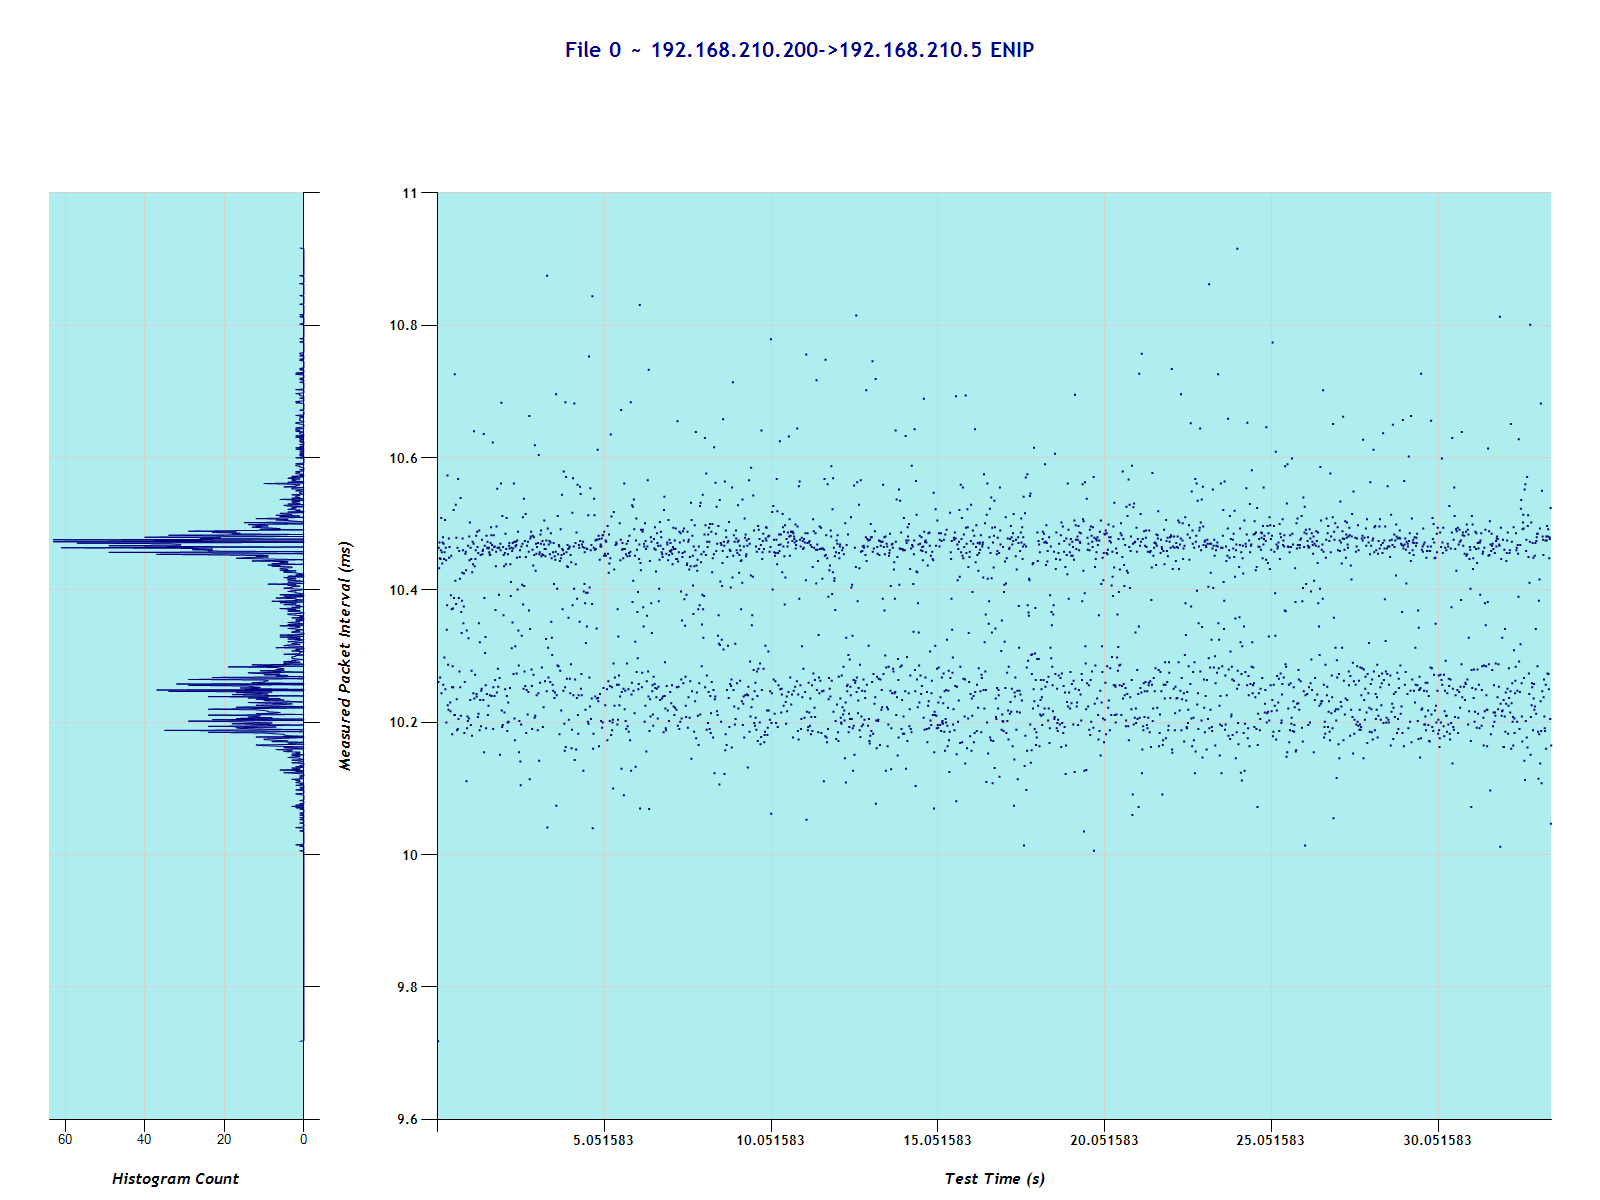 File 0 ~ 192.168.210.200->192.168.210.5 ENIP
11
10.8
10.6
10.4
10.2
10
9.8
9.6
Measured Packet Interval (ms)
60 40 20 0
5.051583 10.051583 15.051583 20.051583 25.051583 30.051583
Histogram Count
Test Time (s)